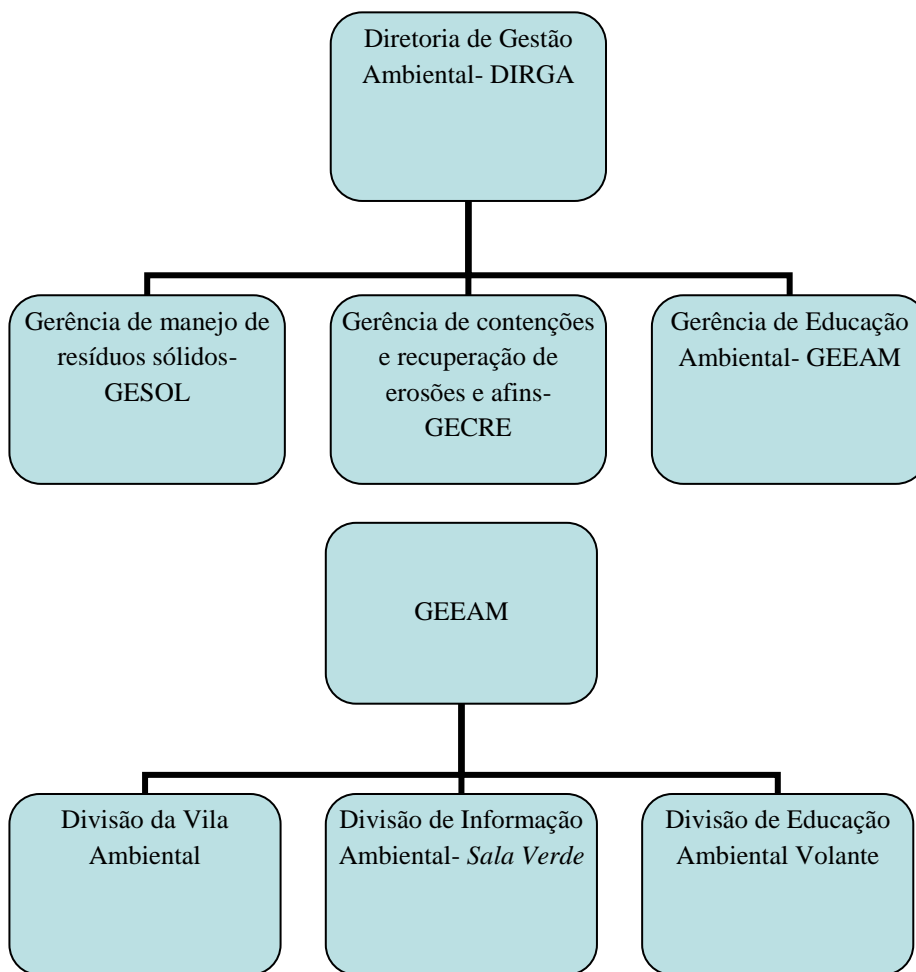 Diretoria de Gestão
Ambiental- DIRGA
Gerência de manejo de
resíduos sólidos-
GESOL
Gerência de contenções
e recuperação de
erosões e afins-
GECRE
Gerência de Educação
Ambiental- GEEAM
GEEAM
Divisão da Vila
Ambiental
Divisão de Informação
Ambiental- Sala Verde
Divisão de Educação
Ambiental Volante